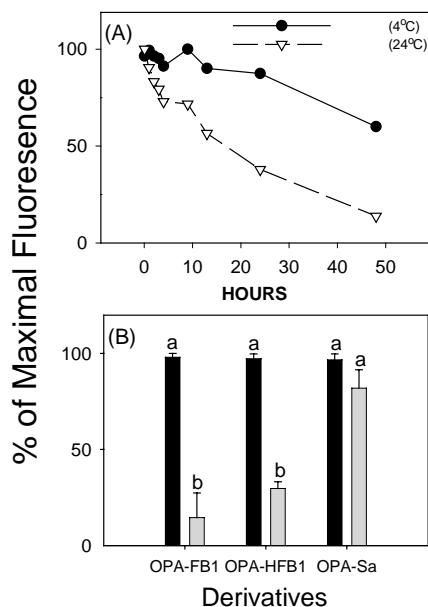 (A)
(4°C)
(24°C)
100
50
0
0 10 20 30 40 50
HOURS
% of Maximal Fluoresence
(B)
a a a a
b b
100
50
0
OPA-FB1 OPA-HFB1 OPA-Sa
Derivatives